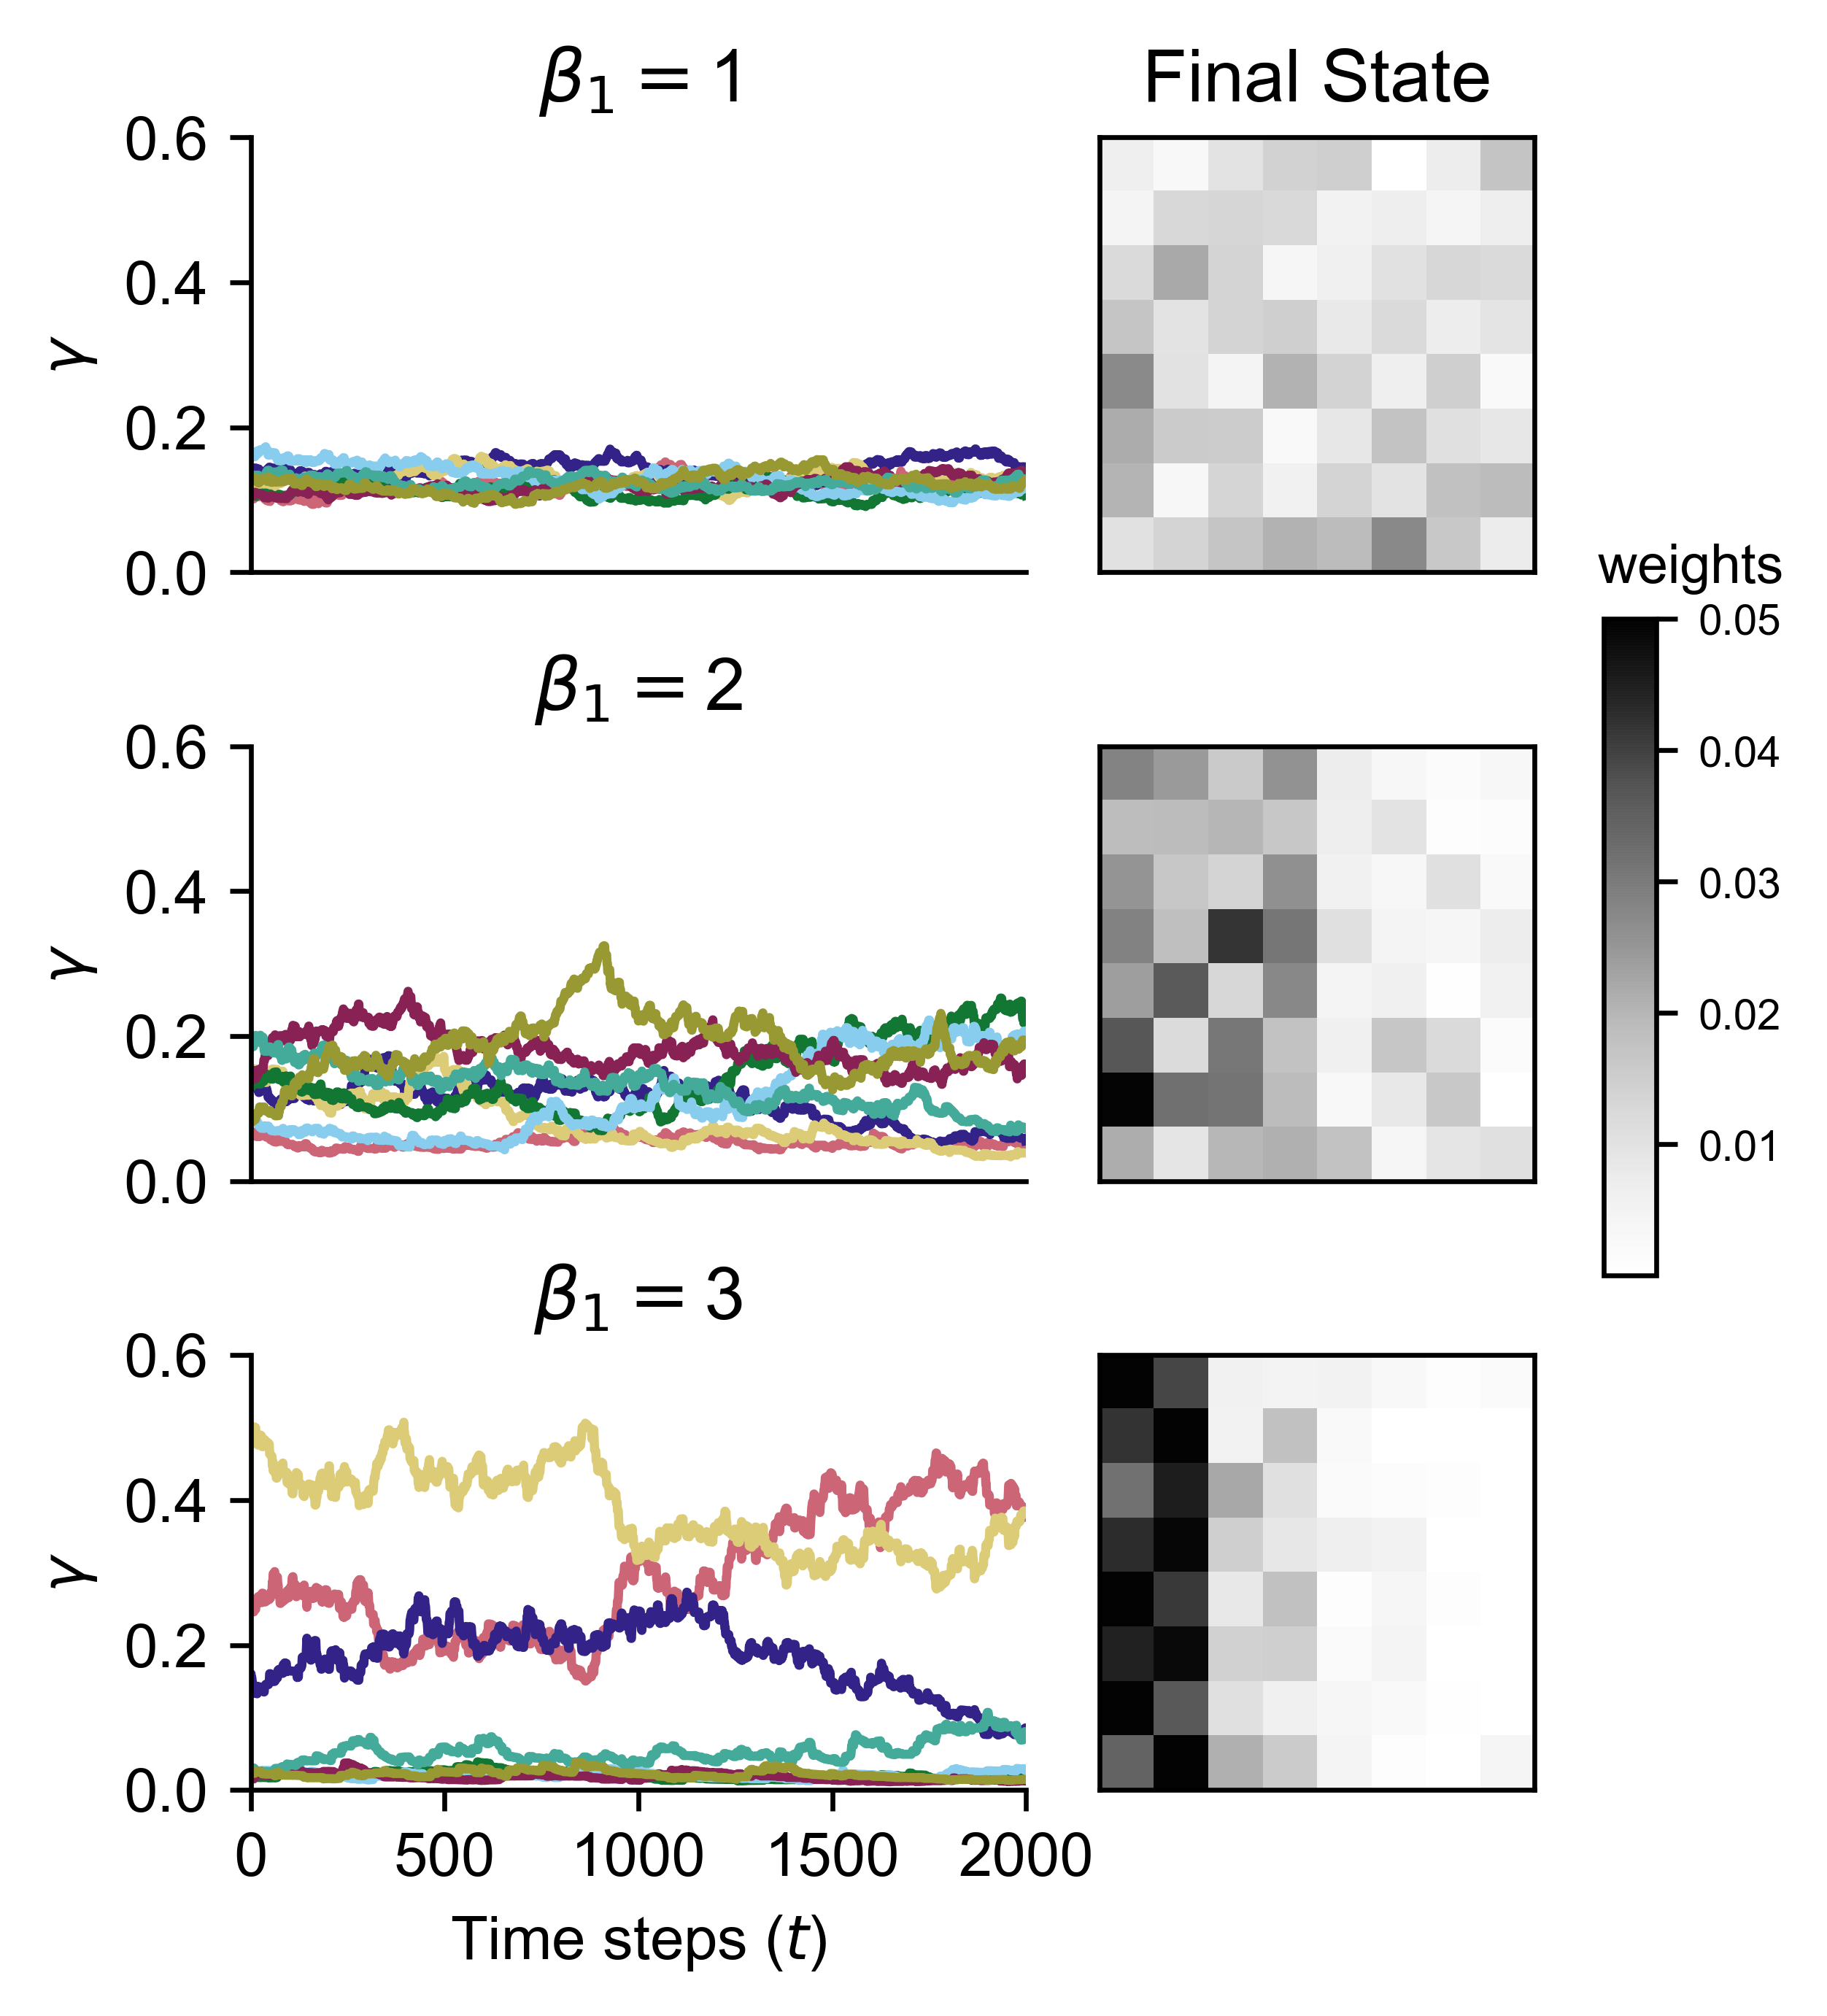 β₁ = 1
Final State
0.6
0.4
0.2
0.0
γ
weights
0.05
0.04
0.03
0.02
0.01
β₁ = 2
0.6
0.4
0.2
0.0
γ
β₁ = 3
0.6
0.4
0.2
0.0
γ
0 500 1000 1500 2000
Time steps (t)